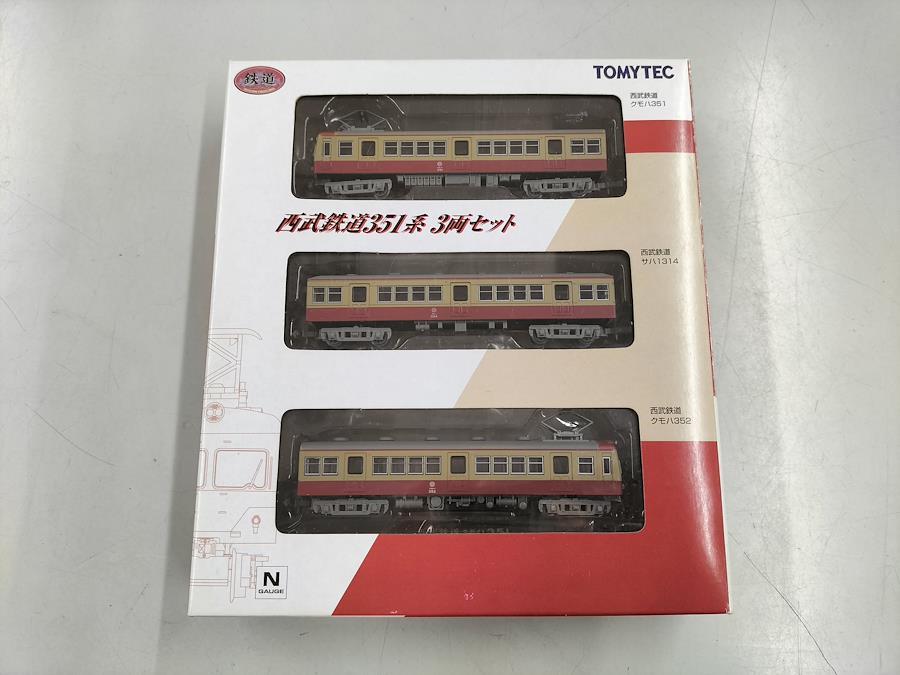 鉄道
TOMYTEC
西武鉄道
クモハ351
西武鉄道351系 3両セット
西武鉄道
サハ1314
西武鉄道
クモハ352
N
GAUGE